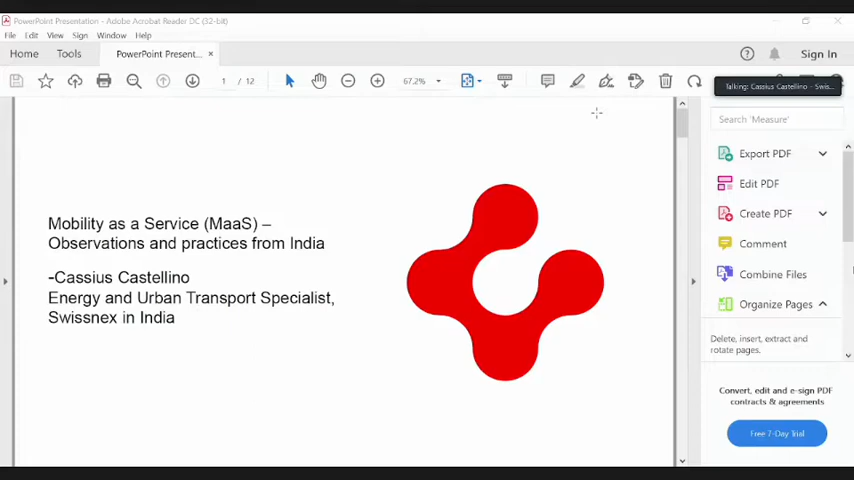 PowerPoint Presentation - Adobe Acrobat Reader DC (32-bit)
File Edit View Sign Window Help
Home Tools PowerPoint Present... × Sign In
1 / 12 67.2%
Talking: Cassius Castellino - Swiss...
Search 'Measure'
Export PDF
Edit PDF
Create PDF
Comment
Combine Files
Organize Pages
Delete, insert, extract and
rotate pages.
Convert, edit and e-sign PDF
contracts & agreements
Free 7-Day Trial
Mobility as a Service (MaaS) –
Observations and practices from India
-Cassius Castellino
Energy and Urban Transport Specialist,
Swissnex in India